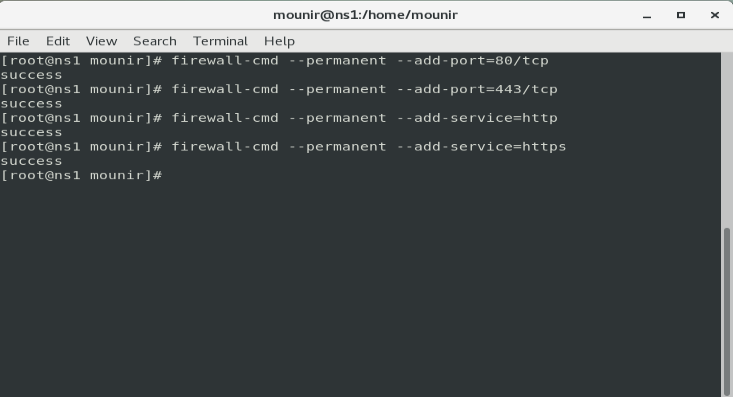 mounir@ns1:/home/mounir
File Edit View Search Terminal Help
[root@ns1 mounir]# firewall-cmd --permanent --add-port=80/tcp
success
[root@ns1 mounir]# firewall-cmd --permanent --add-port=443/tcp
success
[root@ns1 mounir]# firewall-cmd --permanent --add-service=http
success
[root@ns1 mounir]# firewall-cmd --permanent --add-service=https
success
[root@ns1 mounir]#